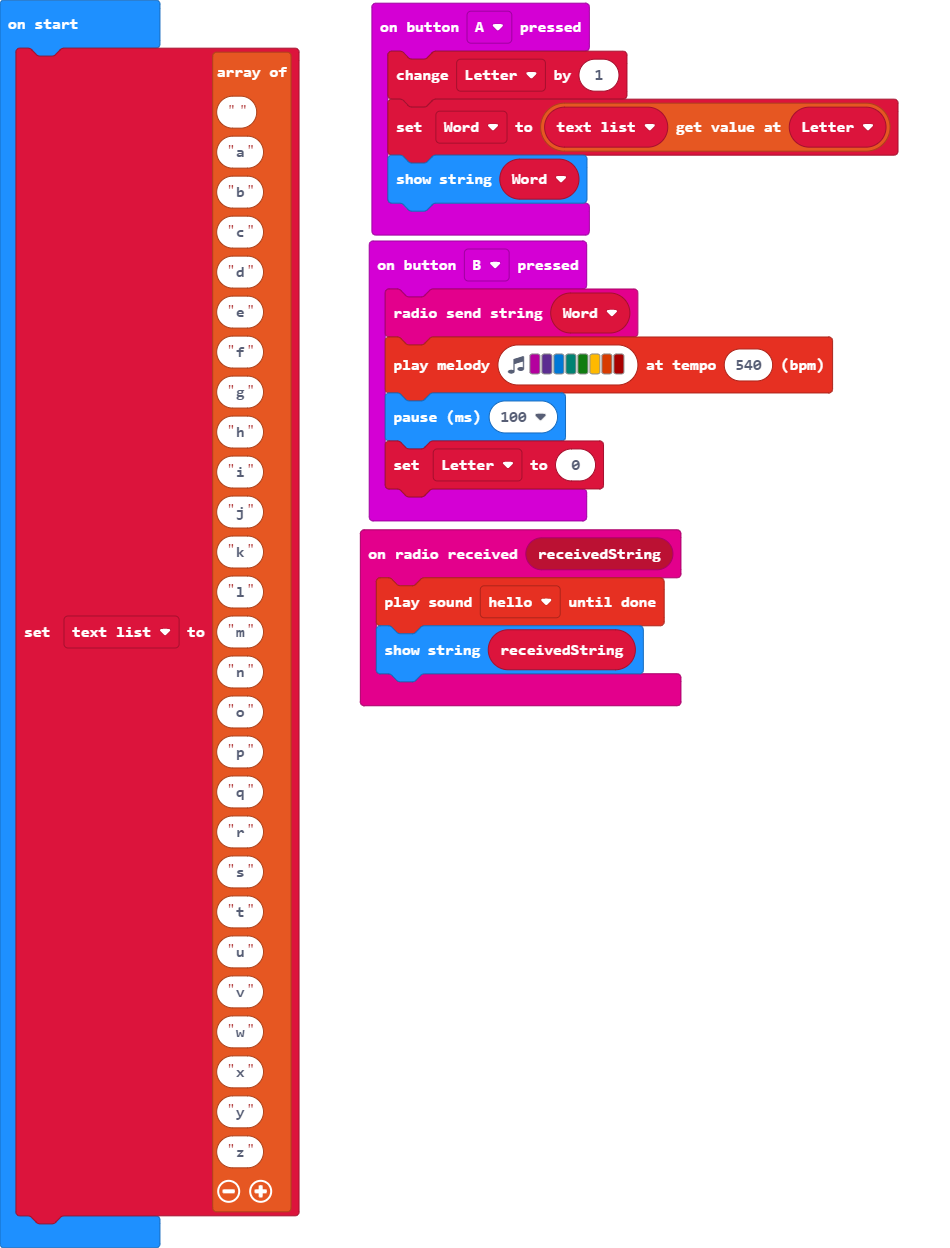 on start
set text list to
array of
" "
"a"
"b"
"c"
"d"
"e"
"f"
"g"
"h"
"i"
"j"
"k"
"l"
"m"
"n"
"o"
"p"
"q"
"r"
"s"
"t"
"u"
"v"
"w"
"x"
"y"
"z"
on button A pressed
change Letter by 1
set Word to text list get value at Letter
show string Word
on button B pressed
radio send string Word
play melody at tempo 540 (bpm)
pause (ms) 100
set Letter to 0
on radio received receivedString
play sound hello until done
show string receivedString